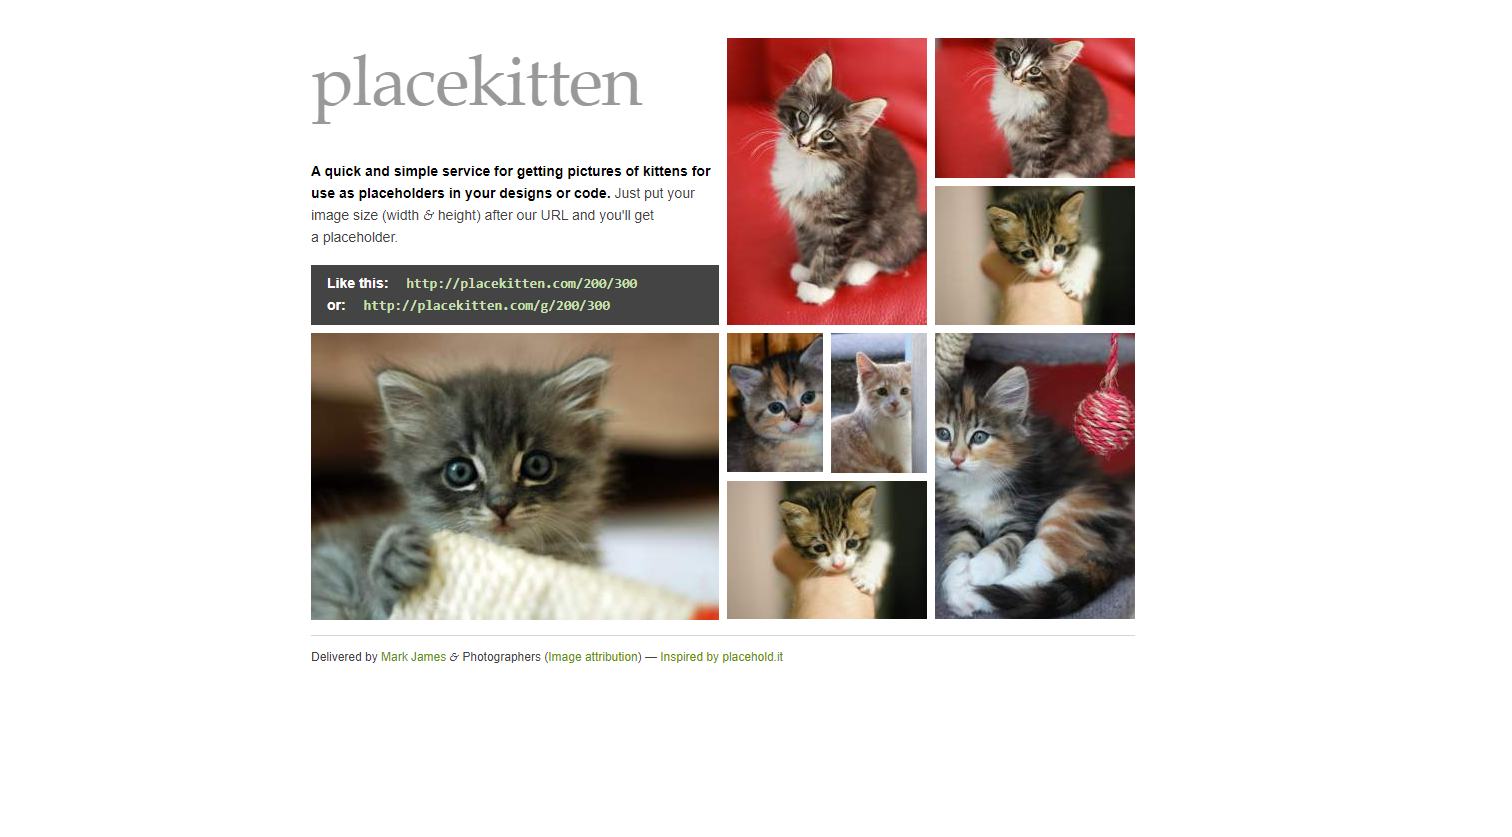 placekitten
A quick and simple service for getting pictures of kittens for
use as placeholders in your designs or code. Just put your
image size (width & height) after our URL and you'll get
a placeholder.
Like this: http://placekitten.com/200/300
or: http://placekitten.com/g/200/300
Delivered by Mark James & Photographers (Image attribution) — Inspired by placehold.it